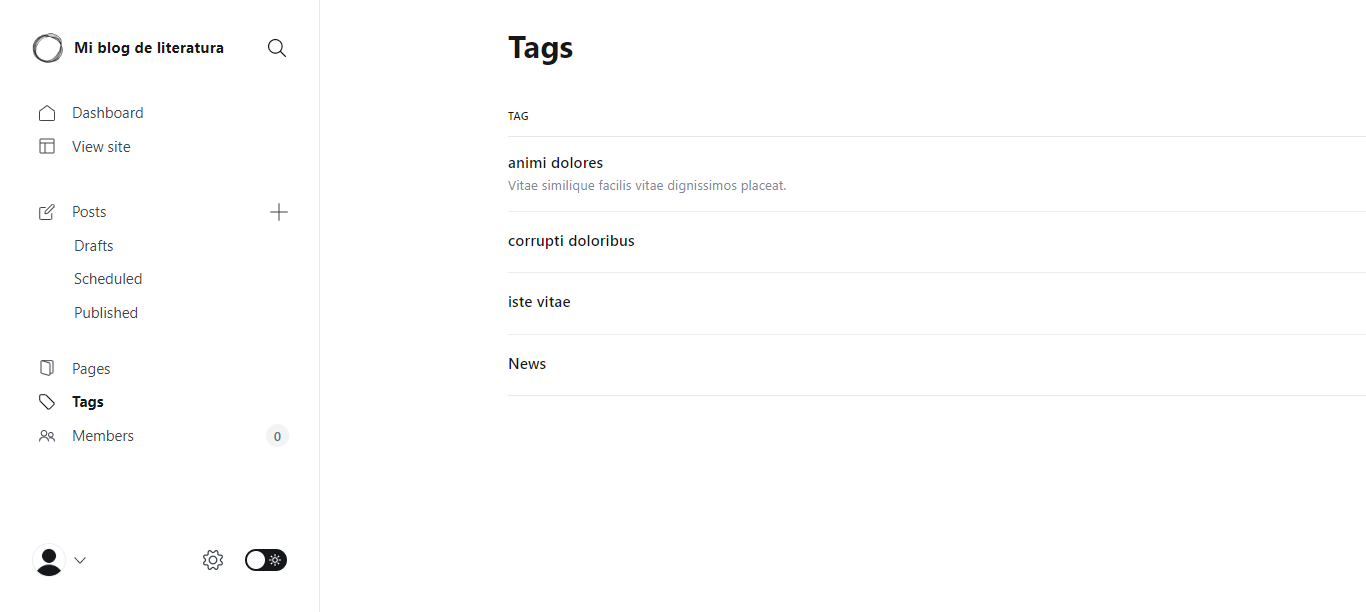 Mi blog de literatura
Dashboard
View site
Posts
Drafts
Scheduled
Published
Pages
Tags
Members
0
Tags
TAG
animi dolores
Vitae similique facilis vitae dignissimos placeat.
corrupti doloribus
iste vitae
News